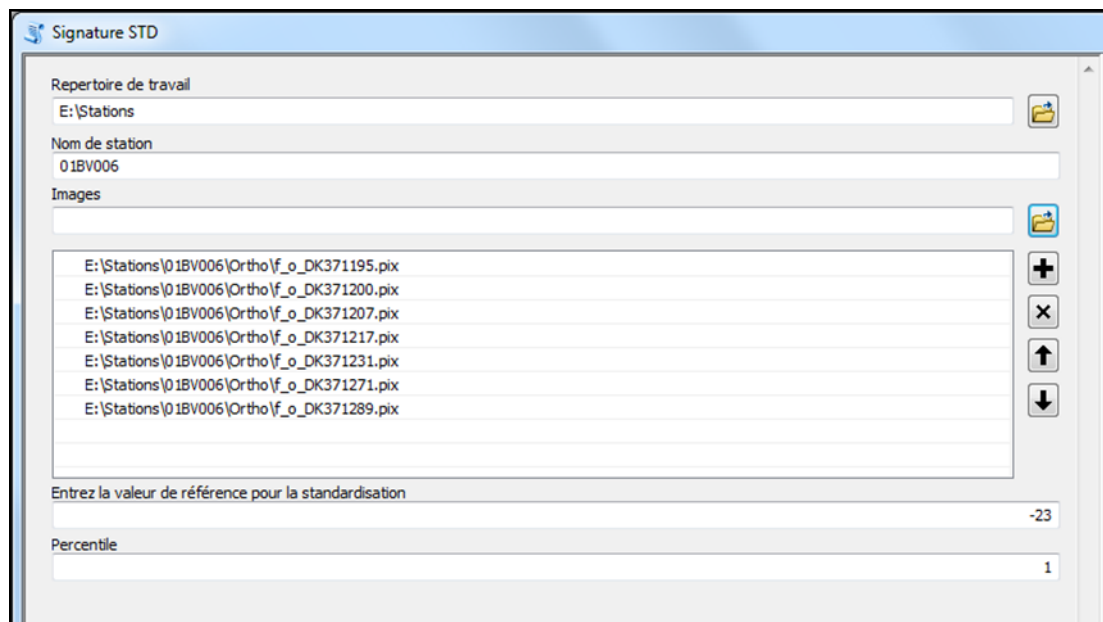 Signature STD
Repertoire de travail
E:\Stations
Nom de station
01BV006
Images
E:\Stations\01BV006\Ortho\f_o_DK371195.pix
E:\Stations\01BV006\Ortho\f_o_DK371200.pix
E:\Stations\01BV006\Ortho\f_o_DK371207.pix
E:\Stations\01BV006\Ortho\f_o_DK371217.pix
E:\Stations\01BV006\Ortho\f_o_DK371231.pix
E:\Stations\01BV006\Ortho\f_o_DK371271.pix
E:\Stations\01BV006\Ortho\f_o_DK371289.pix
Entrez la valeur de référence pour la standardisation
-23
Percentile
1